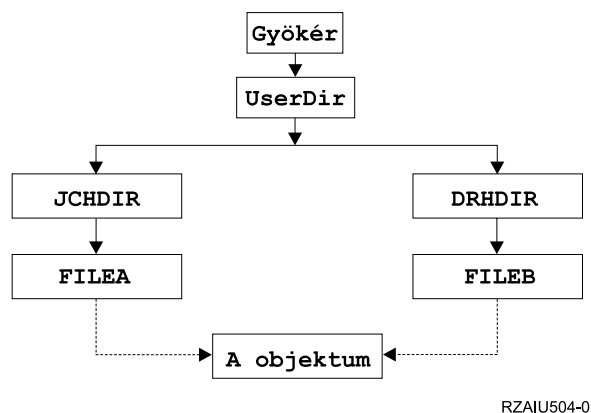 Gyökér
UserDir
JCHDIR
DRHDIR
FILEA
FILEB
A objektum
RZAIU504-0